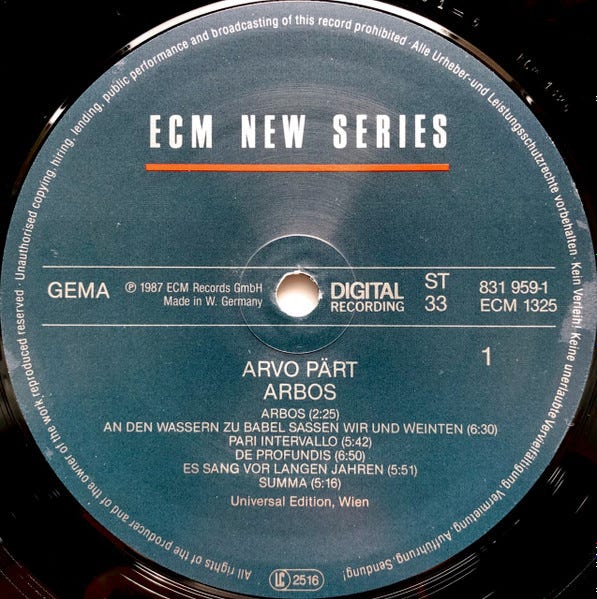 Unauthorised copying, hiring, lending, public performance and broadcasting of this record prohibited · Alle Urheber- und Leistungsschutzrechte vorbehalten · Kein Verleih! Keine unerlaubte Vervielfältigung, Vermietung, Aufführung, Sendung!
ECM NEW SERIES
GEMA
℗ 1987 ECM Records GmbH
Made in W. Germany
DIGITAL
RECORDING
ST
33
831 959-1
ECM 1325
1
ARVO PÄRT
ARBOS
ARBOS (2:25)
AN DEN WASSERN ZU BABEL SASSEN WIR UND WEINTEN (6:30)
PARI INTERVALLO (5:42)
DE PROFUNDIS (6:50)
ES SANG VOR LANGEN JAHREN (5:51)
SUMMA (5:16)
Universal Edition, Wien
All rights of the producer and of the owner of the work reproduced reserved ·
LC 2516